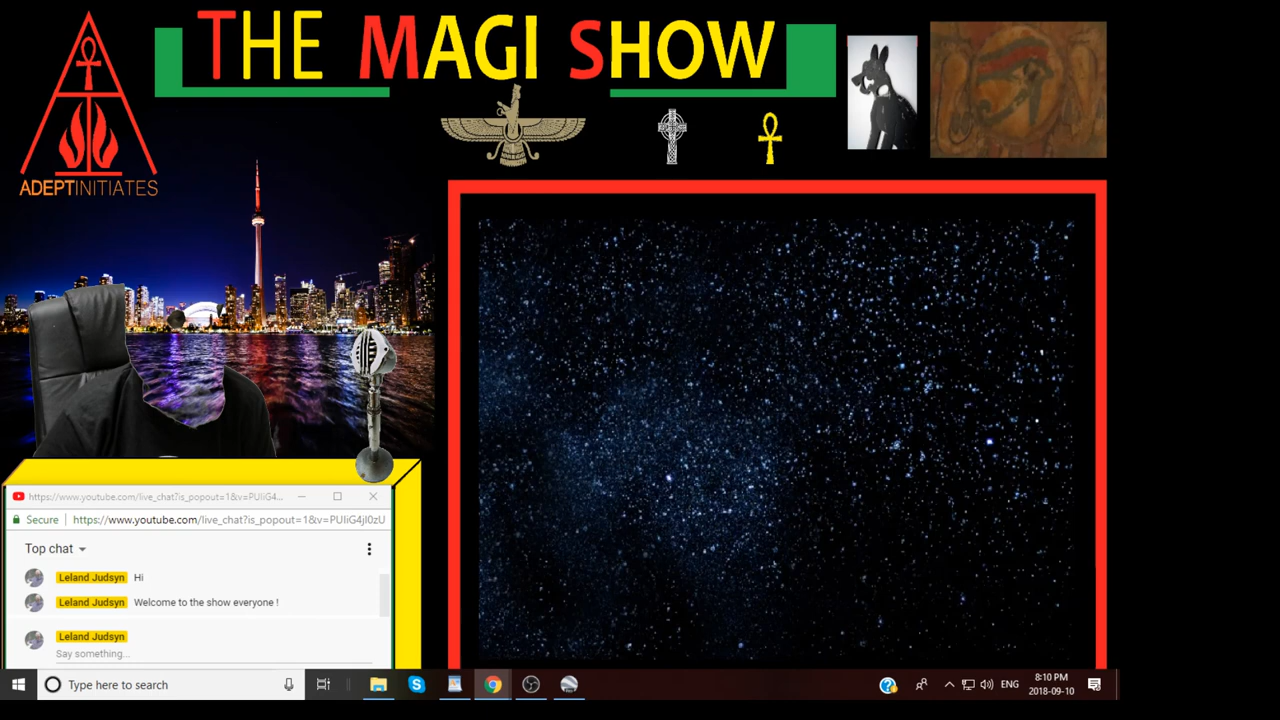 THE MAGI SHOW
ADEPTINITIATES
https://www.youtube.com/live_chat?is_popout=1&v=PUIiG4...
Secure https://www.youtube.com/live_chat?is_popout=1&v=PUIiG4jI0zU
Top chat
Leland Judsyn Hi
Leland Judsyn Welcome to the show everyone !
Leland Judsyn
Say something...
Type here to search
ENG
8:10 PM
2018-09-10